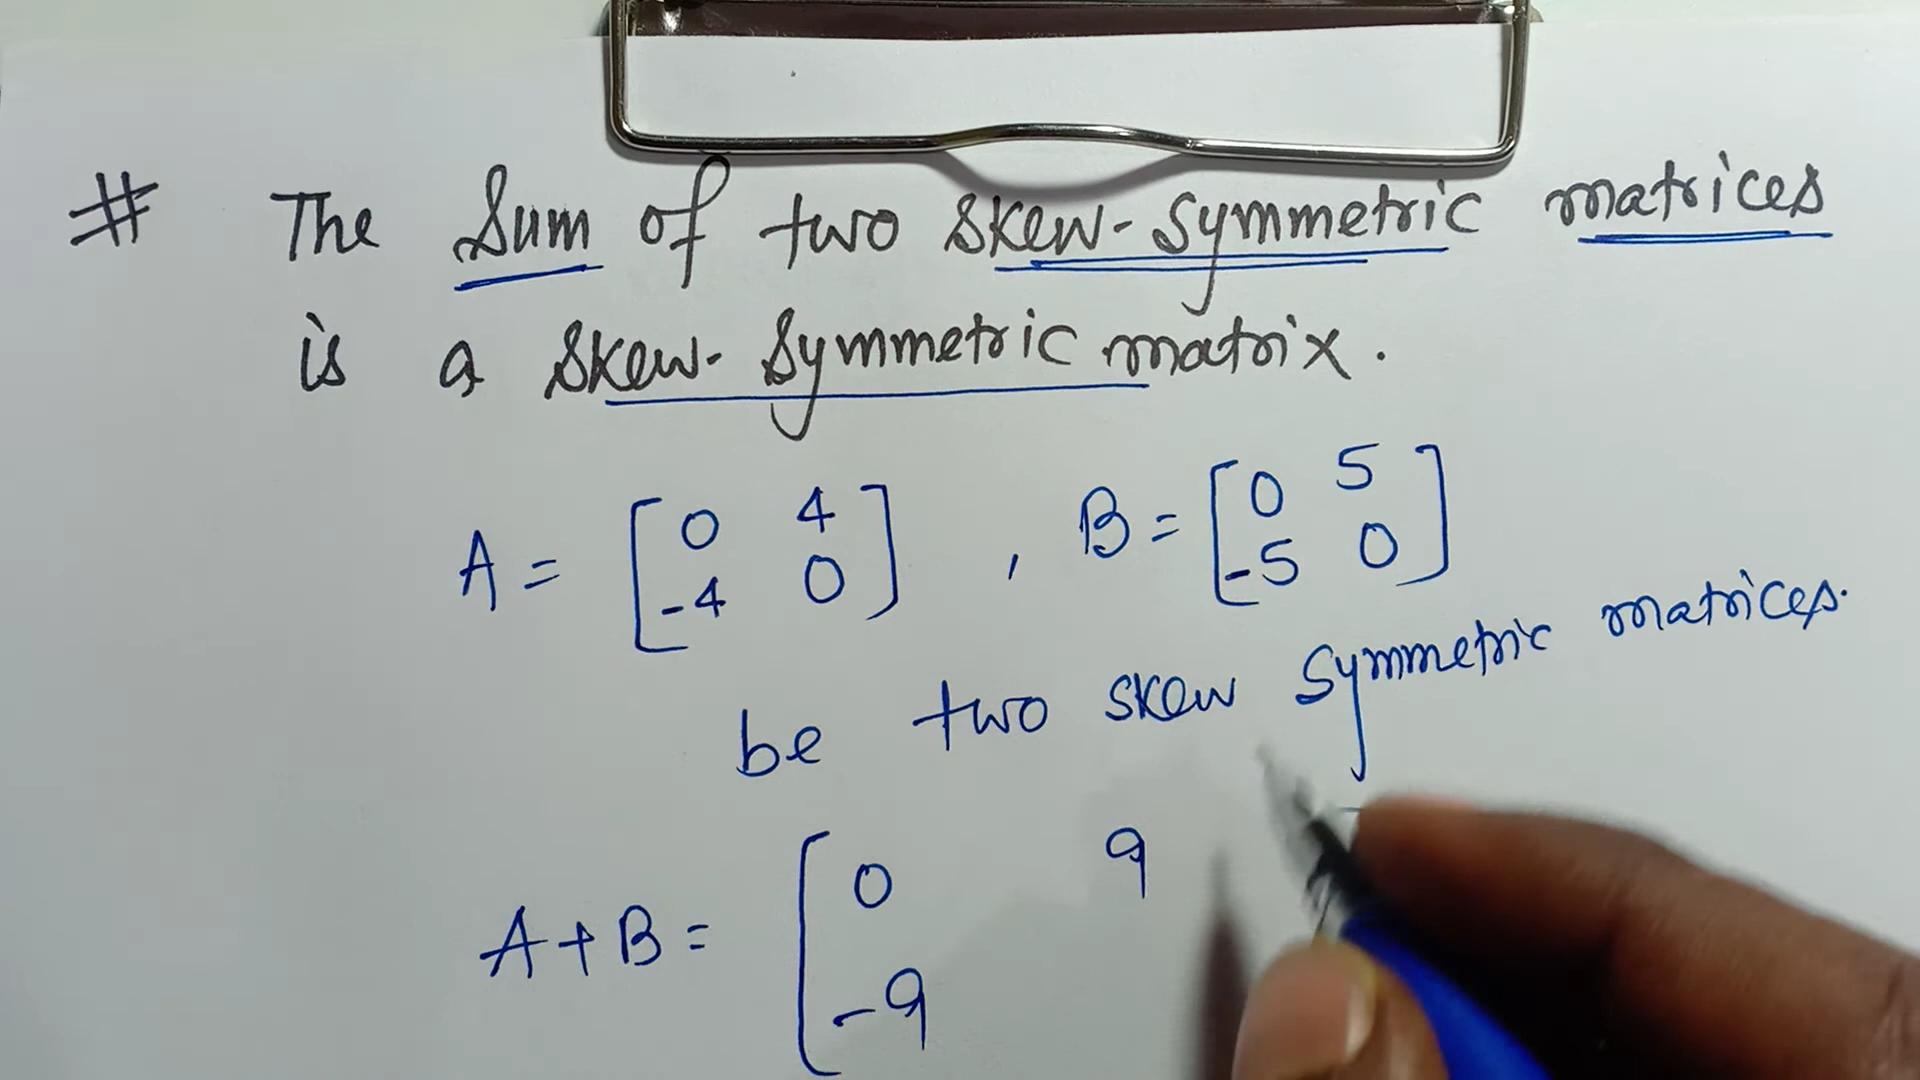 # The Sum of two skew-symmetric matrices
is a skew-symmetric matrix.
A = [0 4
-4 0] , B = [0 5
-5 0]
be two skew symmetric matrices.
A+B = [0 9
-9